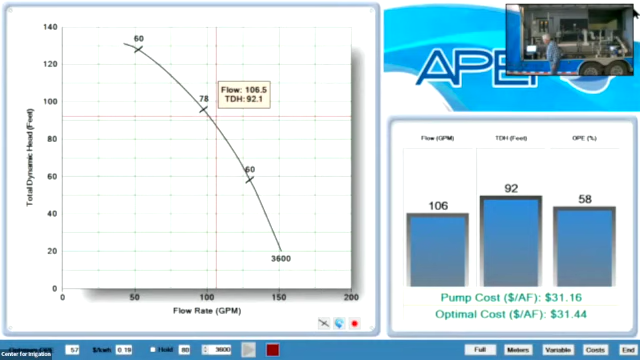 140
120
100
80
60
40
20
0
Total Dynamic Head (Feet)
60
78
60
3600
Flow: 106.5
TDH: 92.1
0 50 100 150 200
Flow Rate (GPM)
Flow (GPM) TDH (Feet) OPE (%)
106 92 58
Pump Cost ($/AF): $31.16
Optimal Cost ($/AF): $31.44
57 $/kwh 0.19 Hold 80 3600
Full Meters Variable Costs End
Center for Irrigation